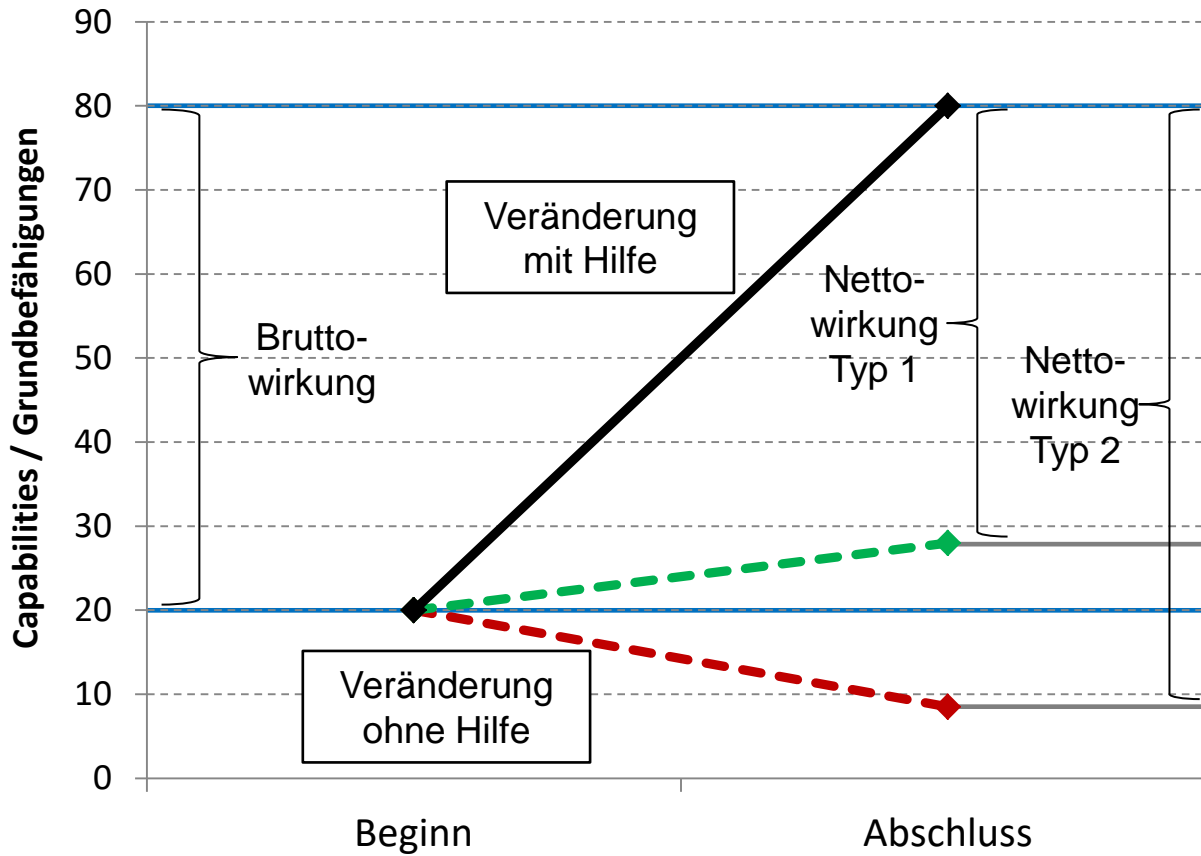 90
80
70
60
50
40
30
20
10
0
Capabilities / Grundbefähigungen
Brutto-
wirkung
Veränderung
mit Hilfe
Netto-
wirkung
Typ 1
Netto-
wirkung
Typ 2
Veränderung
ohne Hilfe
Beginn
Abschluss